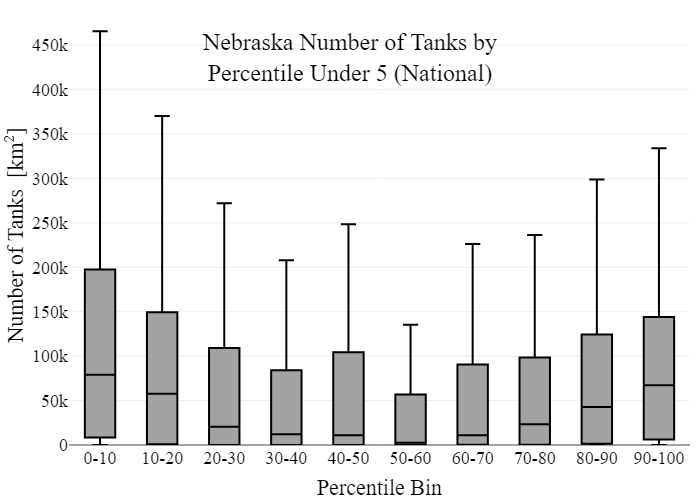 Nebraska Number of Tanks by
Percentile Under 5 (National)
Number of Tanks [km²]
450k
400k
350k
300k
250k
200k
150k
100k
50k
0
0-10 10-20 20-30 30-40 40-50 50-60 60-70 70-80 80-90 90-100
Percentile Bin